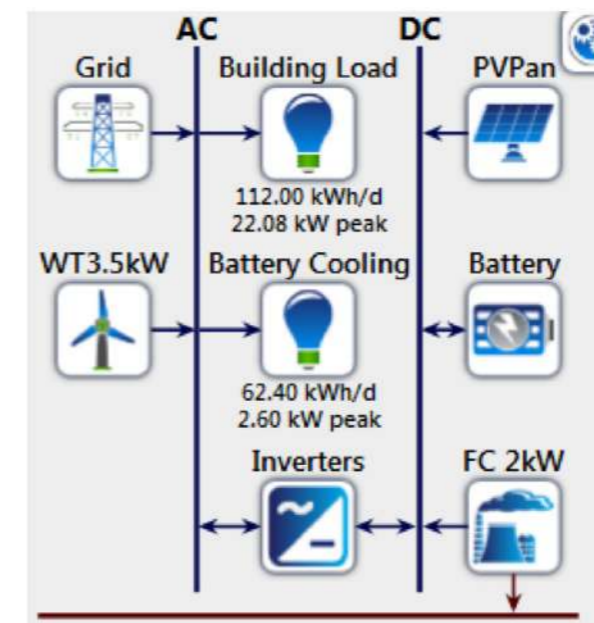 AC DC
Grid Building Load PVPan
112.00 kWh/d
22.08 kW peak
WT3.5kW Battery Cooling Battery
62.40 kWh/d
2.60 kW peak
Inverters FC 2kW